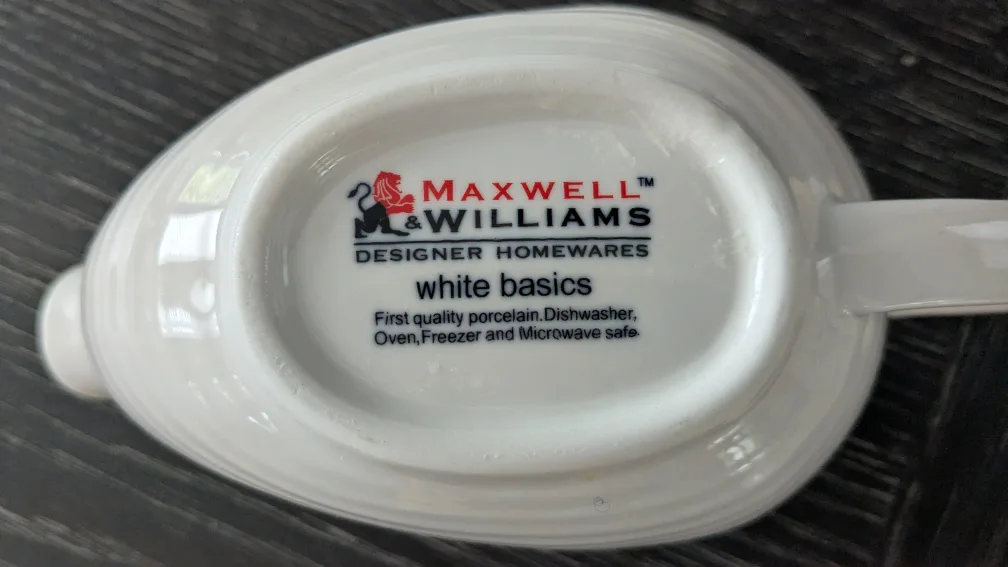 MAXWELL™
& WILLIAMS
DESIGNER HOMEWARES
white basics
First quality porcelain.Dishwasher,
Oven,Freezer and Microwave safe.